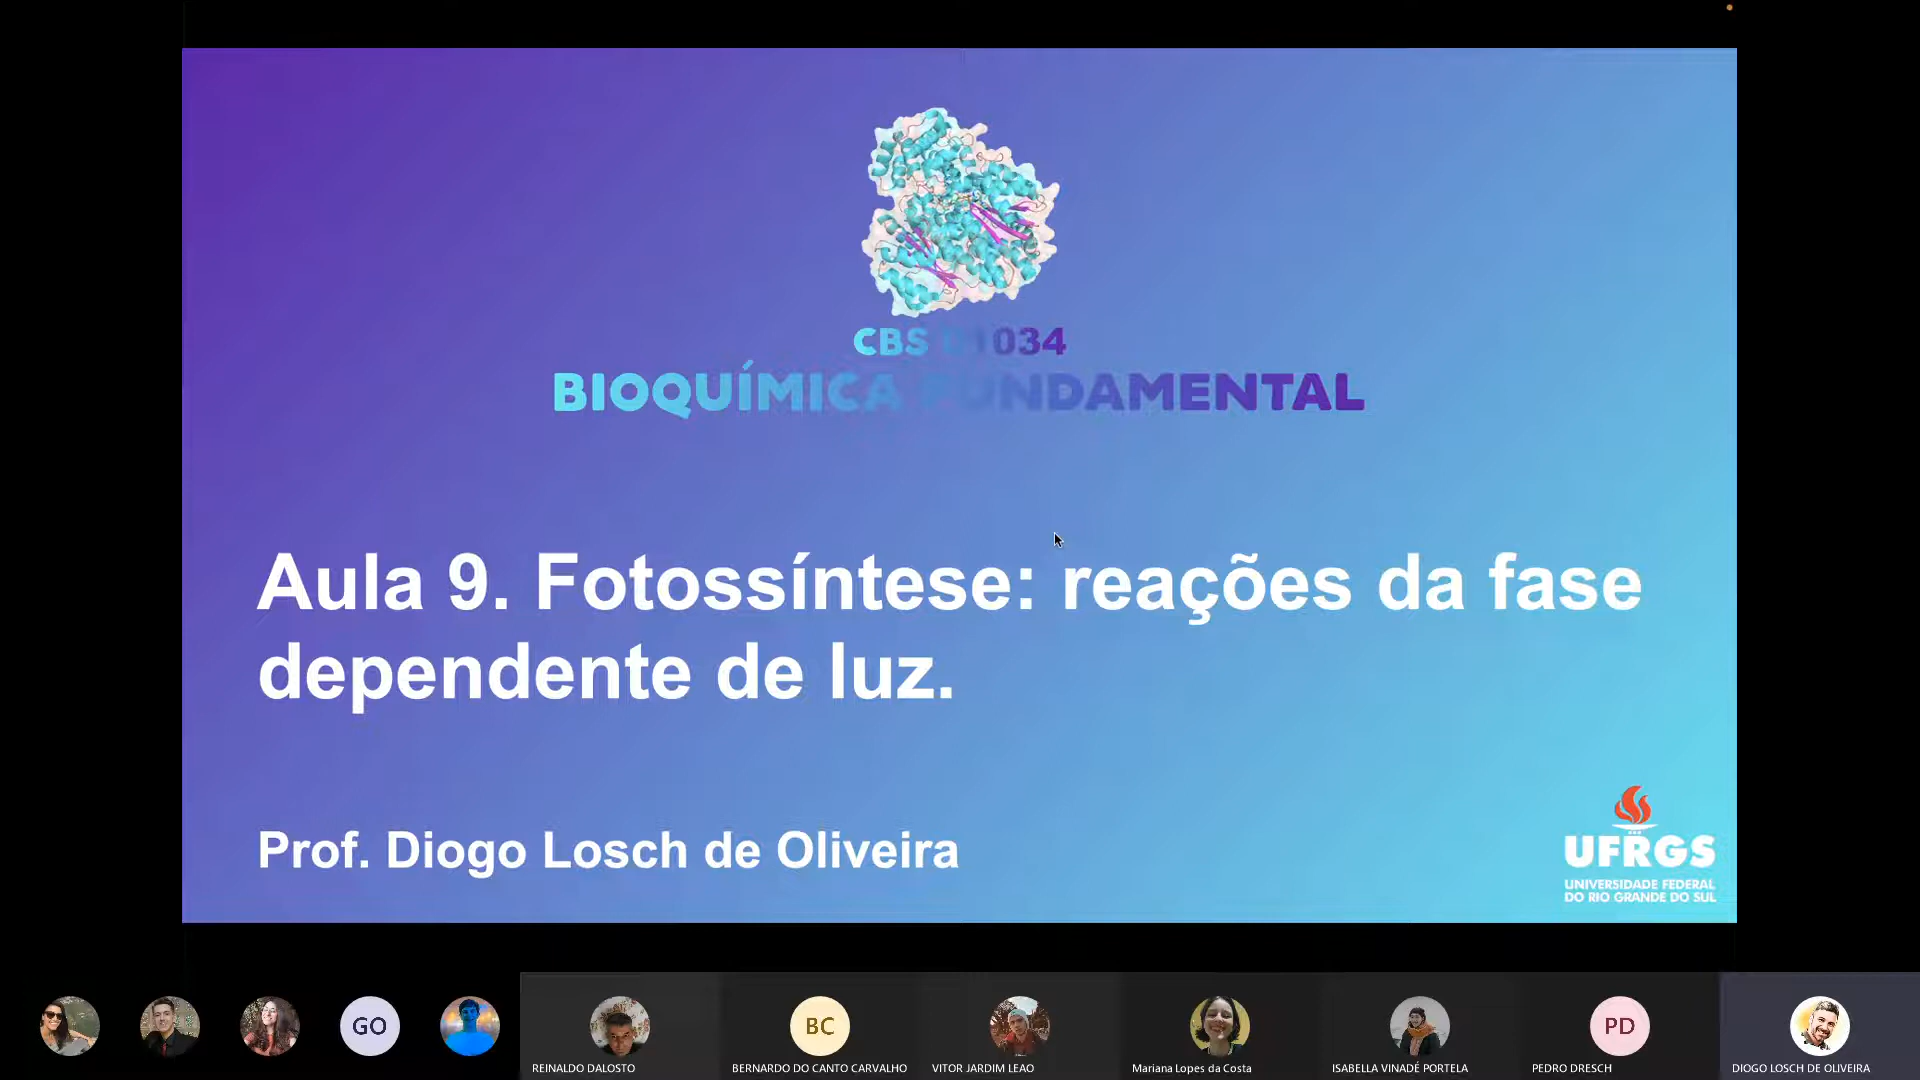 CBS 01034
BIOQUÍMICA FUNDAMENTAL
Aula 9. Fotossíntese: reações da fase
dependente de luz.
Prof. Diogo Losch de Oliveira
UFRGS
UNIVERSIDADE FEDERAL
DO RIO GRANDE DO SUL
GO
BC
PD
REINALDO DALOSTO
BERNARDO DO CANTO CARVALHO
VITOR JARDIM LEAO
Mariana Lopes da Costa
ISABELLA VINADÉ PORTELA
PEDRO DRESCH
DIOGO LOSCH DE OLIVEIRA